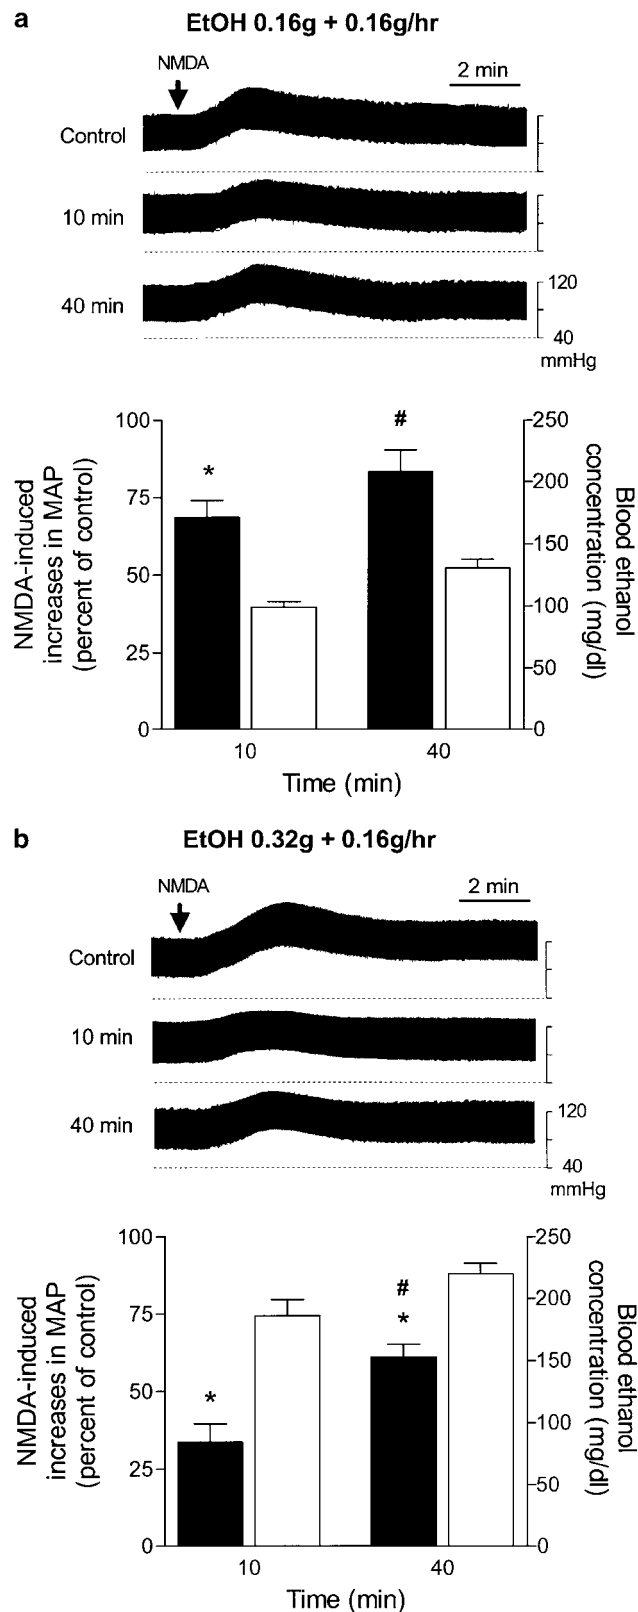 a
EtOH 0.16g + 0.16g/hr
NMDA
2 min
Control
10 min
40 min
120
40
mmHg
NMDA-induced
increases in MAP
(percent of control)
100
75
50
25
0
*
#
250
200
150
100
50
0
Blood ethanol
concentration (mg/dl)
10
40
Time (min)
b
EtOH 0.32g + 0.16g/hr
NMDA
2 min
Control
10 min
40 min
120
40
mmHg
NMDA-induced
increases in MAP
(percent of control)
100
75
50
25
0
*
#
*
250
200
150
100
50
0
Blood ethanol
concentration (mg/dl)
10
40
Time (min)